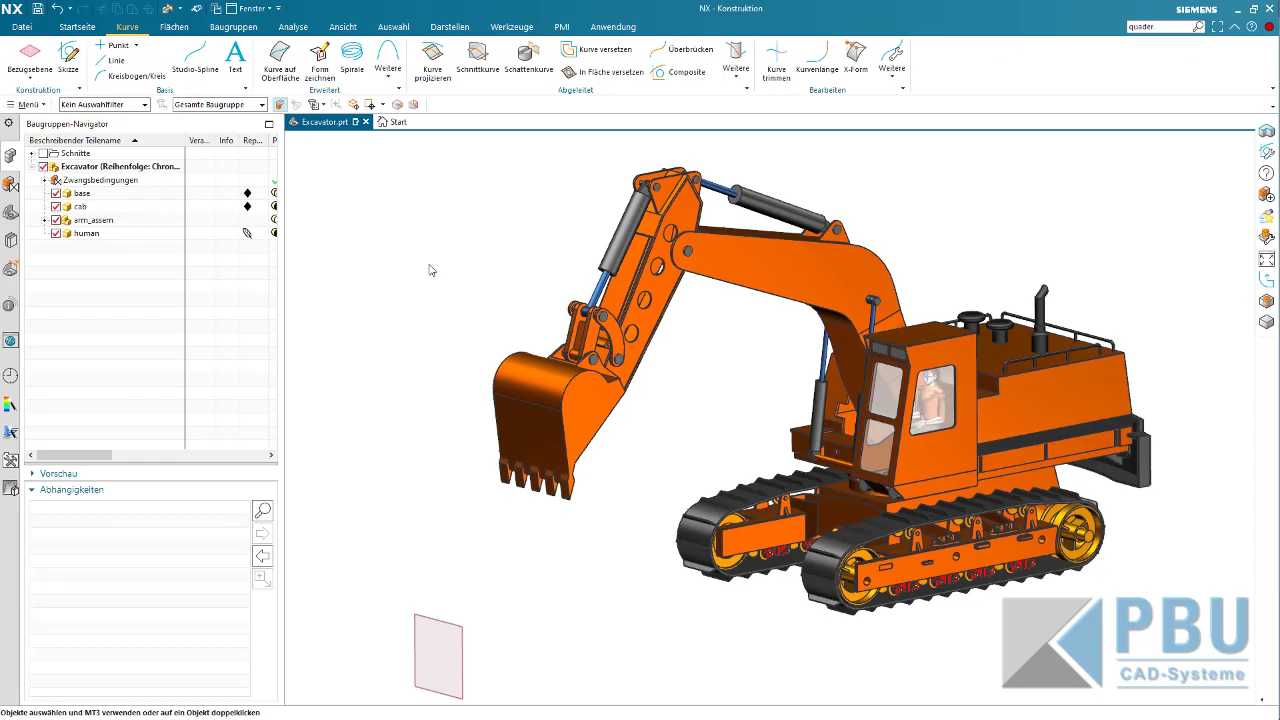 NX
Fenster
NX - Konstruktion
SIEMENS
Datei
Startseite
Kurve
Flächen
Baugruppen
Analyse
Ansicht
Auswahl
Darstellen
Werkzeuge
PMI
Anwendung
quader
Bezugsebene
Skizze
Punkt
Linie
Kreisbogen/Kreis
Studio-Spline
Text
Kurve auf Oberfläche
Form zeichnen
Spirale
Weitere
Kurve projizieren
Schnittkurve
Schattenkurve
Kurve versetzen
In Fläche versetzen
Überbrücken
Composite
Weitere
Kurve trimmen
Kurvenlänge
X-Form
Weitere
Konstruktion
Basis
Erweitert
Abgeleitet
Bearbeiten
Menü
Kein Auswahlfilter
Gesamte Baugruppe
Baugruppen-Navigator
Excavator.prt
Start
Beschreibender Teilename
Vera...
Info
Rep...
P
Schnitte
Excavator (Reihenfolge: Chron...
Zwangsbedingungen
base
cab
arm_assem
human
Vorschau
Abhängigkeiten
PBU
CAD-Systeme
Objekte auswählen und MT3 verwenden oder auf ein Objekt doppelklicken